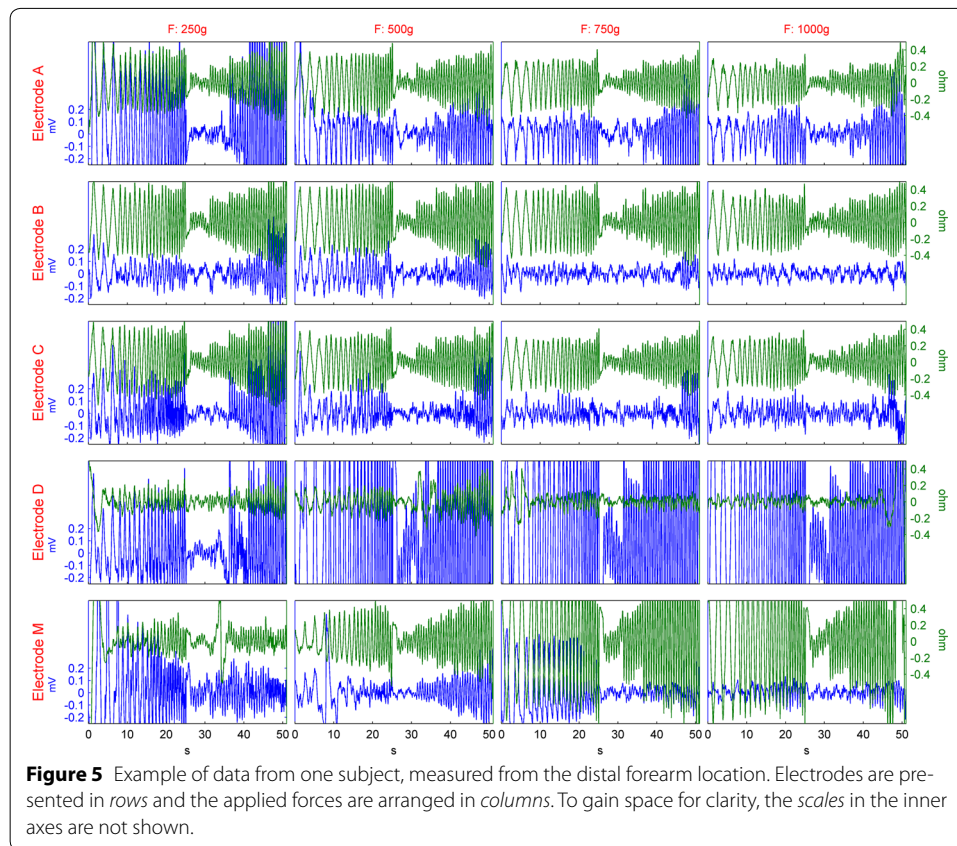 F: 250g F: 500g F: 750g F: 1000g
Electrode A
mV
0.2
0.1
0
-0.1
-0.2
0.4
0.2
0
-0.2
-0.4
ohm
Electrode B
mV
0.2
0.1
0
-0.1
-0.2
0.4
0.2
0
-0.2
-0.4
ohm
Electrode C
mV
0.2
0.1
0
-0.1
-0.2
0.4
0.2
0
-0.2
-0.4
ohm
Electrode D
mV
0.2
0.1
0
-0.1
-0.2
0.4
0.2
0
-0.2
-0.4
ohm
Electrode M
mV
0.2
0.1
0
-0.1
-0.2
0.4
0.2
0
-0.2
-0.4
ohm
0 10 20 30 40 50 0 10 20 30 40 50 0 10 20 30 40 50 0 10 20 30 40 50
s s s s
Figure 5 Example of data from one subject, measured from the distal forearm location. Electrodes are pre-
sented in rows and the applied forces are arranged in columns. To gain space for clarity, the scales in the inner
axes are not shown.